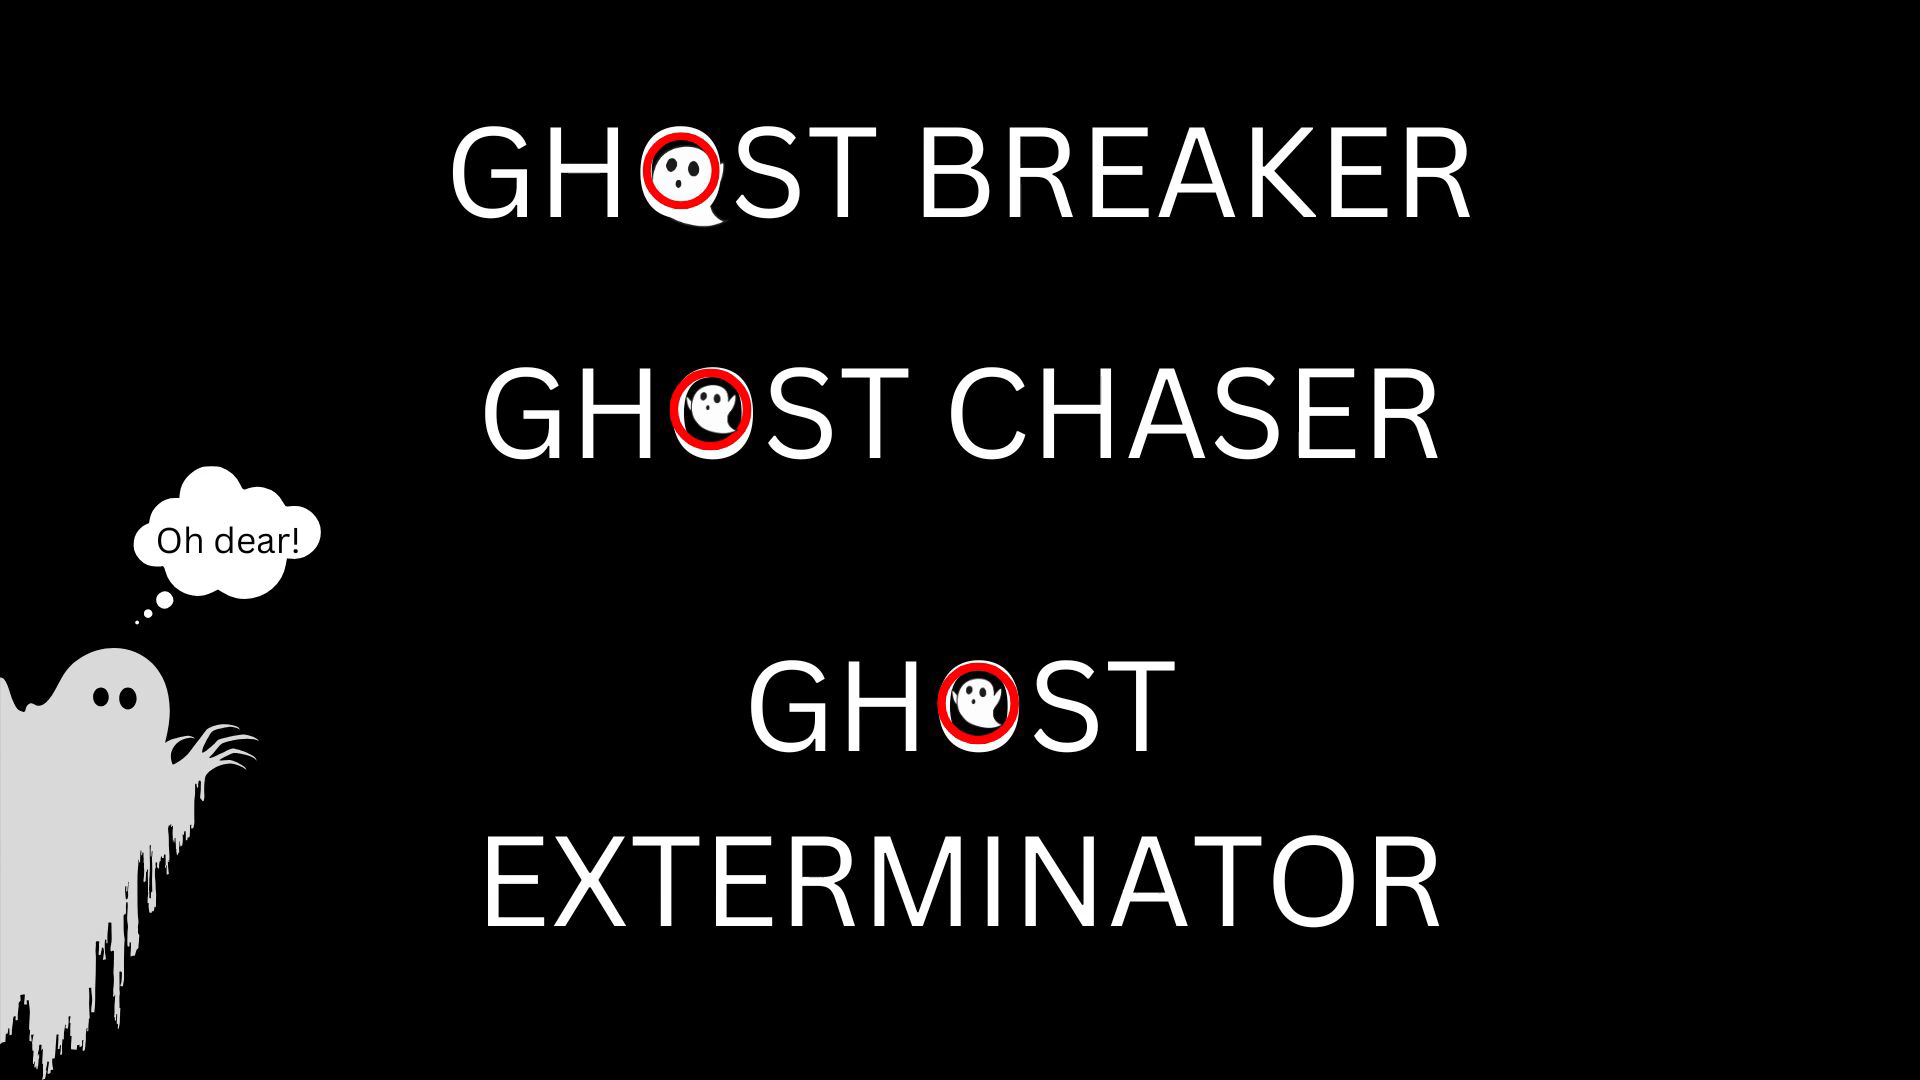 GHOST BREAKER
GHOST CHASER
Oh dear!
GHOST
EXTERMINATOR